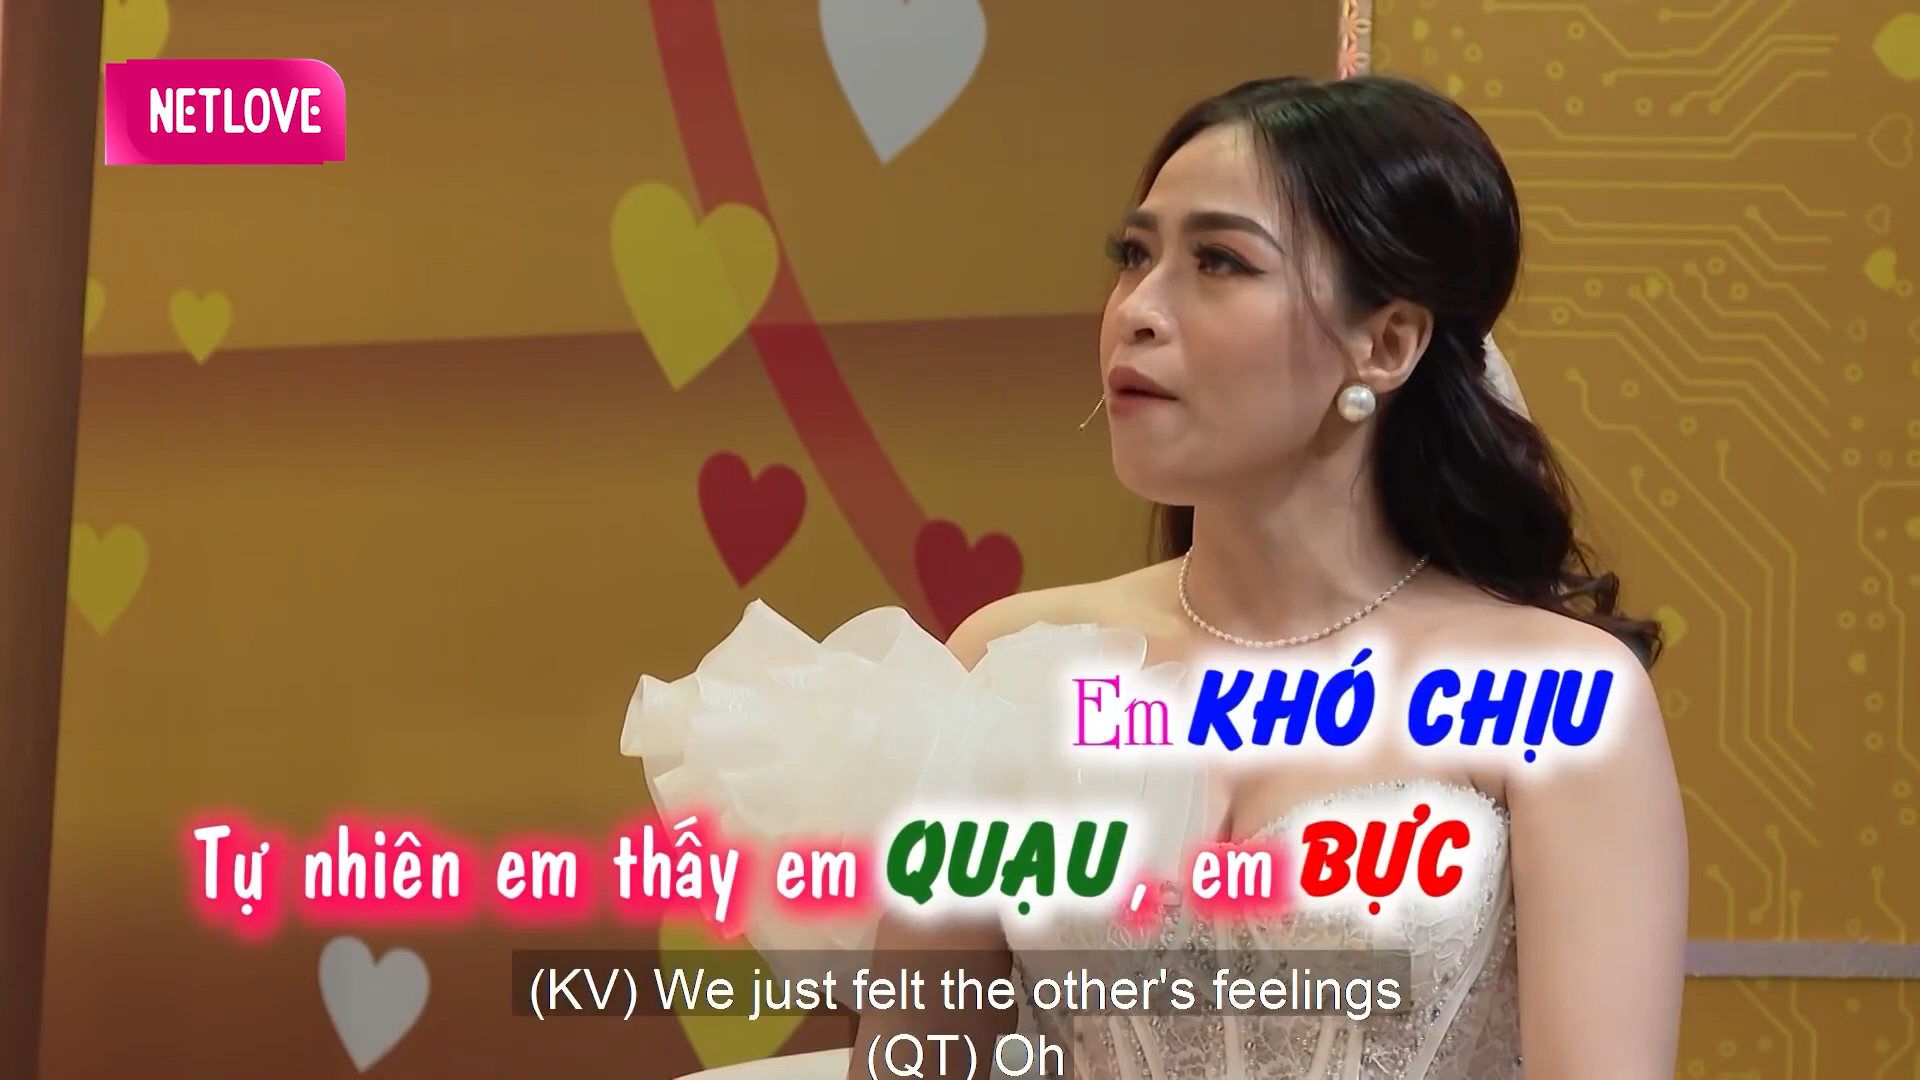 NETLOVE
Em KHÓ CHỊU
Tự nhiên em thấy em QUẠU, em BỰC
(KV) We just felt the other's feelings
(QT) Oh